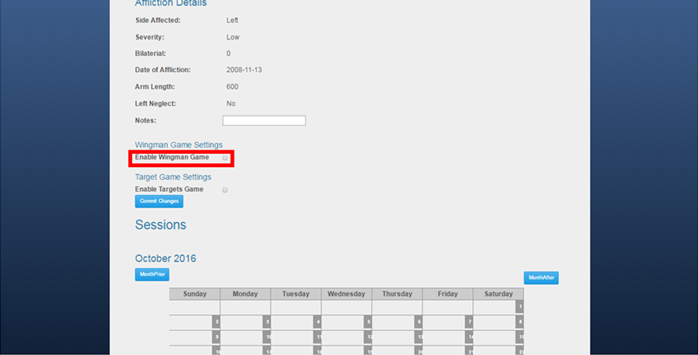 Affliction Details
Side Affected: Left
Severity: Low
Bilaterial: 0
Date of Affliction: 2008-11-13
Arm Length: 600
Left Neglect: No
Notes:
Wingman Game Settings
Enable Wingman Game
Target Game Settings
Enable Targets Game
Commit Changes
Sessions
October 2016
MonthPrior
MonthAfter
Sunday Monday Tuesday Wednesday Thursday Friday Saturday
1
2 3 4 5 6 7 8
9 10 11 12 13 14 15
16 17 18 19 20 21 22